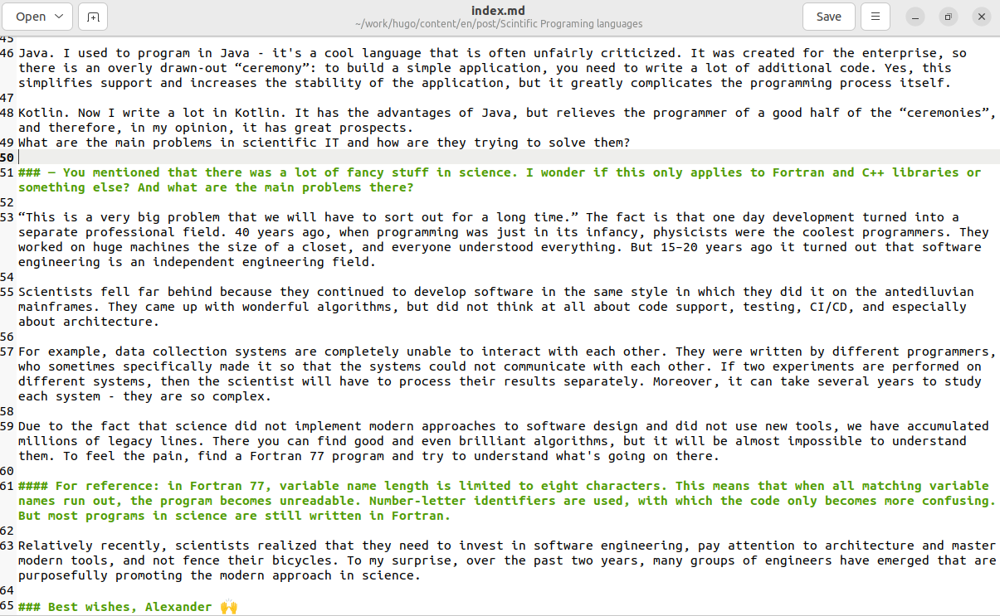 Open
index.md
~/work/hugo/content/en/post/Scintific Programing languages
Save
45
46 Java. I used to program in Java - it's a cool language that is often unfairly criticized. It was created for the enterprise, so
there is an overly drawn-out “ceremony”: to build a simple application, you need to write a lot of additional code. Yes, this
simplifies support and increases the stability of the application, but it greatly complicates the programming process itself.
47
48 Kotlin. Now I write a lot in Kotlin. It has the advantages of Java, but relieves the programmer of a good half of the “ceremonies”,
and therefore, in my opinion, it has great prospects.
49 What are the main problems in scientific IT and how are they trying to solve them?
50
51 ### — You mentioned that there was a lot of fancy stuff in science. I wonder if this only applies to Fortran and C++ libraries or
something else? And what are the main problems there?
52
53 “This is a very big problem that we will have to sort out for a long time.” The fact is that one day development turned into a
separate professional field. 40 years ago, when programming was just in its infancy, physicists were the coolest programmers. They
worked on huge machines the size of a closet, and everyone understood everything. But 15–20 years ago it turned out that software
engineering is an independent engineering field.
54
55 Scientists fell far behind because they continued to develop software in the same style in which they did it on the antediluvian
mainframes. They came up with wonderful algorithms, but did not think at all about code support, testing, CI/CD, and especially
about architecture.
56
57 For example, data collection systems are completely unable to interact with each other. They were written by different programmers,
who sometimes specifically made it so that the systems could not communicate with each other. If two experiments are performed on
different systems, then the scientist will have to process their results separately. Moreover, it can take several years to study
each system - they are so complex.
58
59 Due to the fact that science did not implement modern approaches to software design and did not use new tools, we have accumulated
millions of legacy lines. There you can find good and even brilliant algorithms, but it will be almost impossible to understand
them. To feel the pain, find a Fortran 77 program and try to understand what's going on there.
60
61 #### For reference: in Fortran 77, variable name length is limited to eight characters. This means that when all matching variable
names run out, the program becomes unreadable. Number-letter identifiers are used, with which the code only becomes more confusing.
But most programs in science are still written in Fortran.
62
63 Relatively recently, scientists realized that they need to invest in software engineering, pay attention to architecture and master
modern tools, and not fence their bicycles. To my surprise, over the past two years, many groups of engineers have emerged that are
purposefully promoting the modern approach in science.
64
65 ### Best wishes, Alexander 🙌